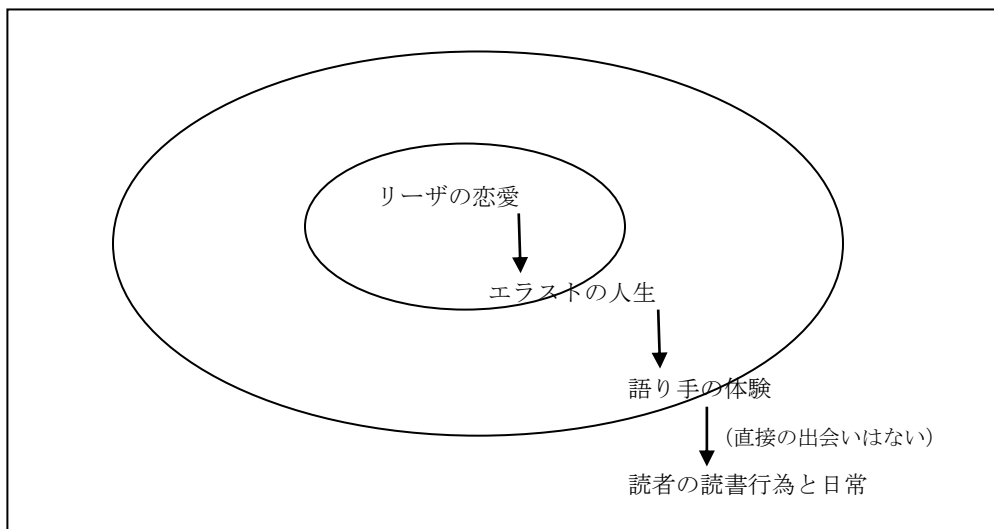 リーザの恋愛
エラストの人生
語り手の体験
（直接の出会いはない）
読者の読書行為と日常